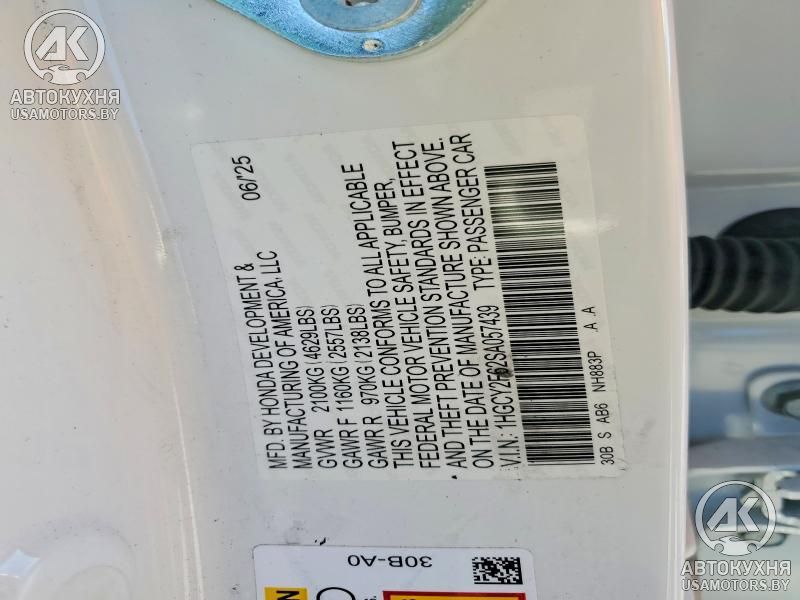 АК
АВТОКУХНЯ
USAMOTORS.BY
MFD. BY HONDA DEVELOPMENT & 06/'25
MANUFACTURING OF AMERICA, LLC
GVWR 2100KG (4629LBS)
GAWR F 1160KG (2557LBS)
GAWR R 970KG (2138LBS)
THIS VEHICLE CONFORMS TO ALL APPLICABLE
FEDERAL MOTOR VEHICLE SAFETY, BUMPER,
AND THEFT PREVENTION STANDARDS IN EFFECT
ON THE DATE OF MANUFACTURE SHOWN ABOVE.
V.I.N.: 1HGCY2F62SA057439 TYPE: PASSENGER CAR
30B S AB6 NH883P A A
30B-A0
АК
АВТОКУХНЯ
USAMOTORS.BY